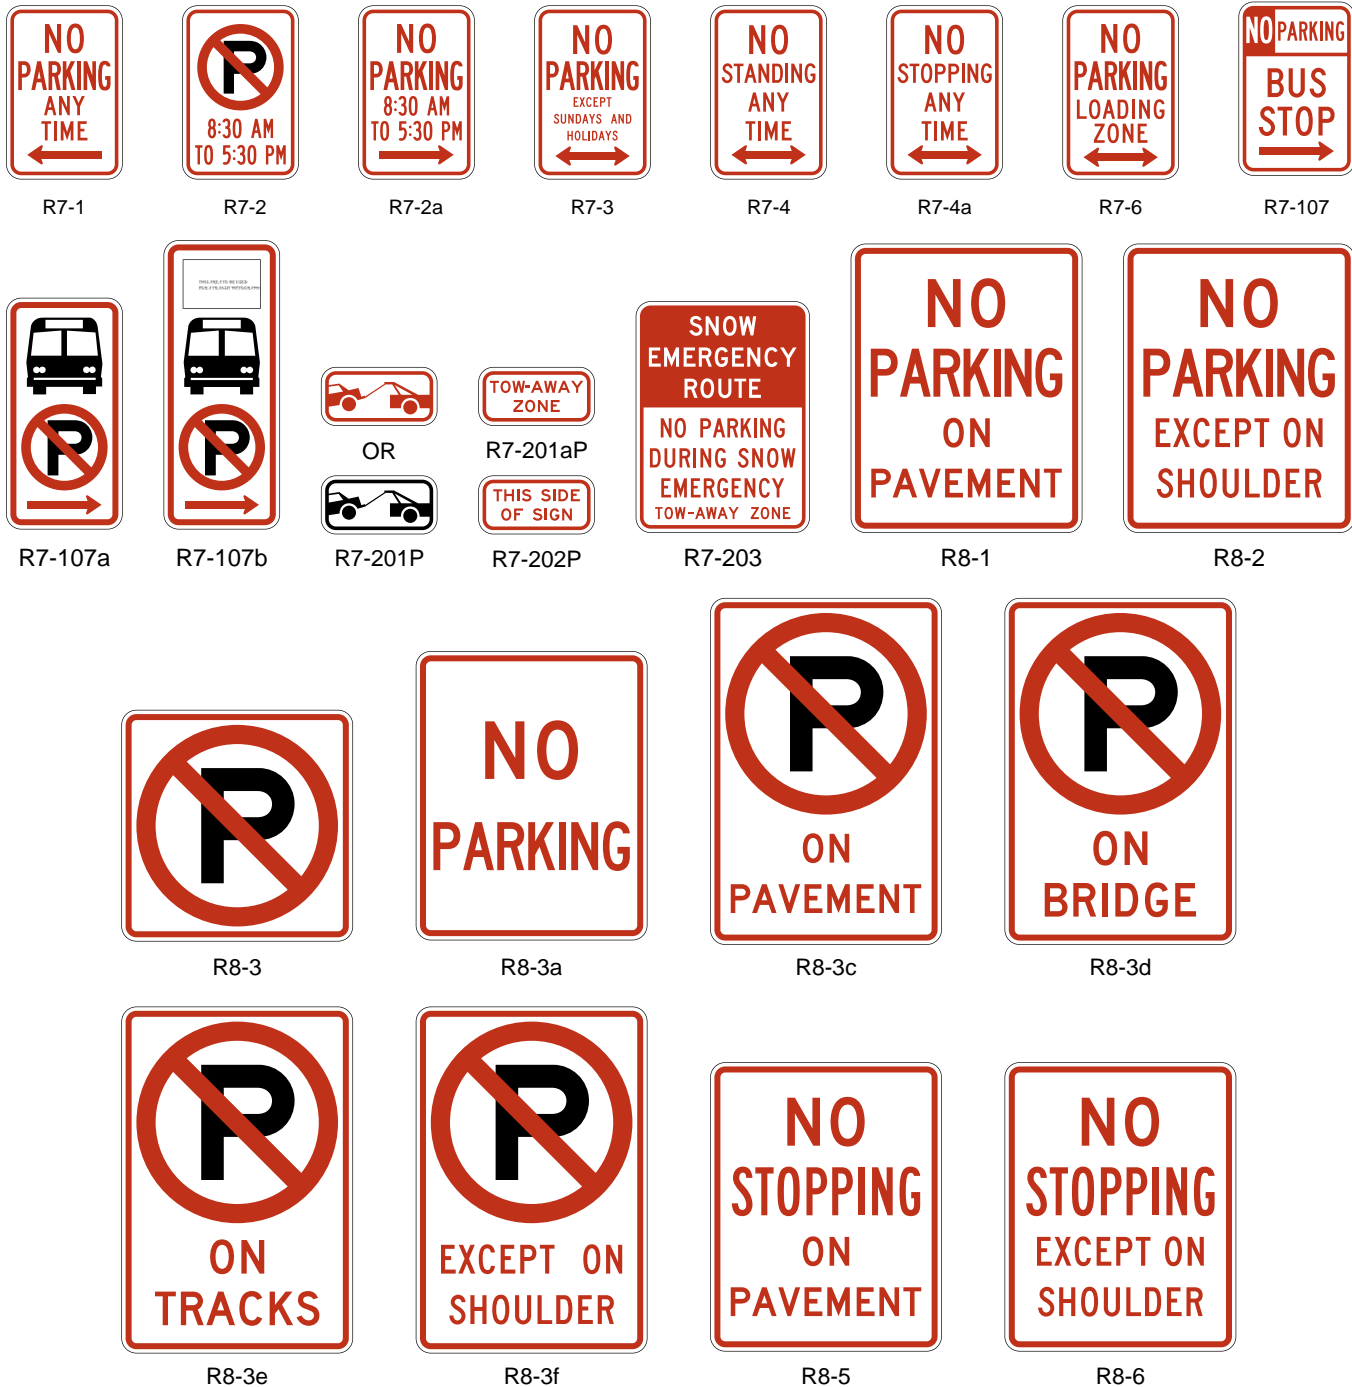 NO
PARKING
ANY
TIME
R7-1
P
8:30 AM
TO 5:30 PM
R7-2
NO
PARKING
8:30 AM
TO 5:30 PM
R7-2a
NO
PARKING
EXCEPT
SUNDAYS AND
HOLIDAYS
R7-3
NO
STANDING
ANY
TIME
R7-4
NO
STOPPING
ANY
TIME
R7-4a
NO
PARKING
LOADING
ZONE
R7-6
NO PARKING
BUS
STOP
R7-107
P
R7-107a
P
R7-107b
OR
R7-201P
TOW-AWAY
ZONE
R7-201aP
THIS SIDE
OF SIGN
R7-202P
SNOW
EMERGENCY
ROUTE
NO PARKING
DURING SNOW
EMERGENCY
TOW-AWAY ZONE
R7-203
NO
PARKING
ON
PAVEMENT
R8-1
NO
PARKING
EXCEPT ON
SHOULDER
R8-2
P
R8-3
NO
PARKING
R8-3a
P
ON
PAVEMENT
R8-3c
P
ON
BRIDGE
R8-3d
P
ON
TRACKS
R8-3e
P
EXCEPT ON
SHOULDER
R8-3f
NO
STOPPING
ON
PAVEMENT
R8-5
NO
STOPPING
EXCEPT ON
SHOULDER
R8-6